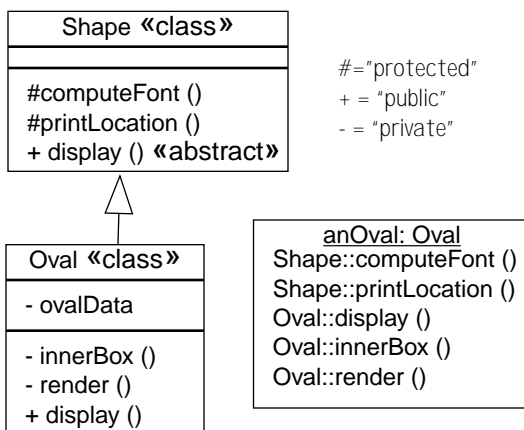 Shape «class»
#computeFont ()
#printLocation ()
+ display () «abstract»
#="protected"
+ = "public"
- = "private"
Oval «class»
- ovalData
- innerBox ()
- render ()
+ display ()
anOval: Oval
Shape::computeFont ()
Shape::printLocation ()
Oval::display ()
Oval::innerBox ()
Oval::render ()